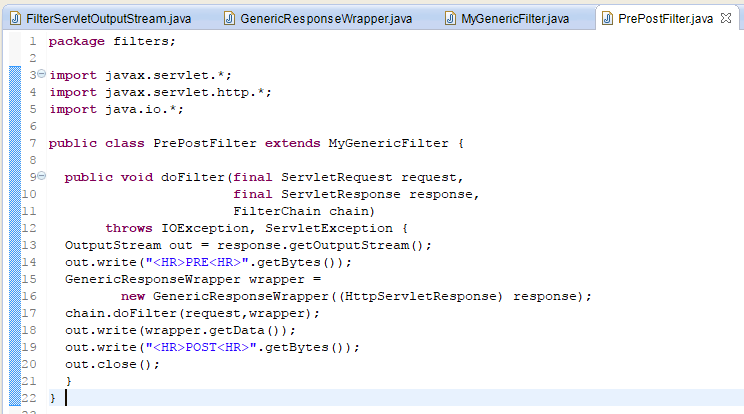 FilterServletOutputStream.java GenericResponseWrapper.java MyGenericFilter.java PrePostFilter.java
1 package filters;
2
3 import javax.servlet.*;
4 import javax.servlet.http.*;
5 import java.io.*;
6
7 public class PrePostFilter extends MyGenericFilter {
8
9 public void doFilter(final ServletRequest request,
10 final ServletResponse response,
11 FilterChain chain)
12 throws IOException, ServletException {
13 OutputStream out = response.getOutputStream();
14 out.write("<HR>PRE<HR>".getBytes());
15 GenericResponseWrapper wrapper =
16 new GenericResponseWrapper((HttpServletResponse) response);
17 chain.doFilter(request,wrapper);
18 out.write(wrapper.getData());
19 out.write("<HR>POST<HR>".getBytes());
20 out.close();
21 }
22 }